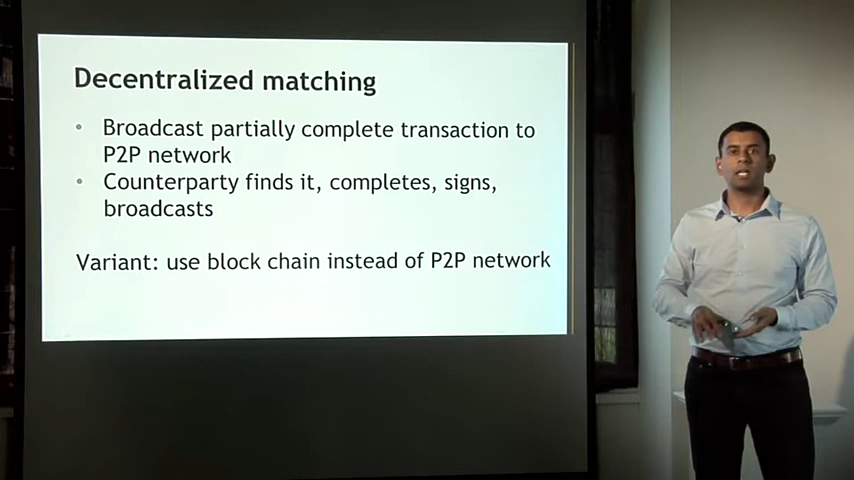 Decentralized matching
• Broadcast partially complete transaction to
P2P network
• Counterparty finds it, completes, signs,
broadcasts
Variant: use block chain instead of P2P network